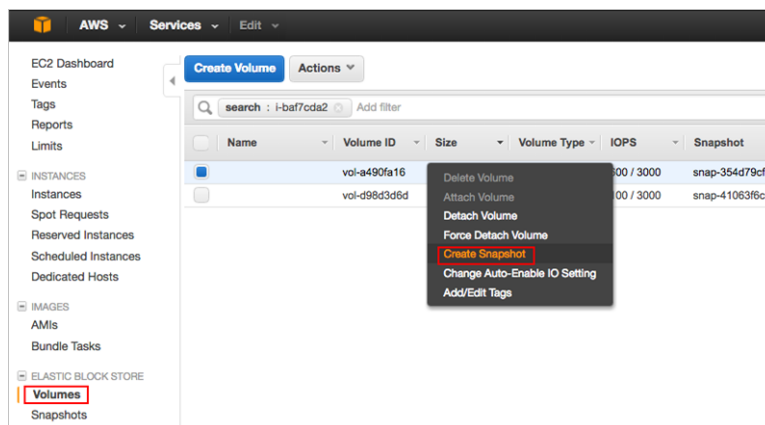 AWS Services Edit
EC2 Dashboard
Events
Tags
Reports
Limits
INSTANCES
Instances
Spot Requests
Reserved Instances
Scheduled Instances
Dedicated Hosts
IMAGES
AMIs
Bundle Tasks
ELASTIC BLOCK STORE
Volumes
Snapshots
Create Volume Actions
search : i-baf7cda2 Add filter
Name Volume ID Size Volume Type IOPS Snapshot
vol-a490fa16 / 3000 snap-354d79cf
vol-d98d3d6d 00 / 3000 snap-41063f6c
Delete Volume
Attach Volume
Detach Volume
Force Detach Volume
Create Snapshot
Change Auto-Enable IO Setting
Add/Edit Tags